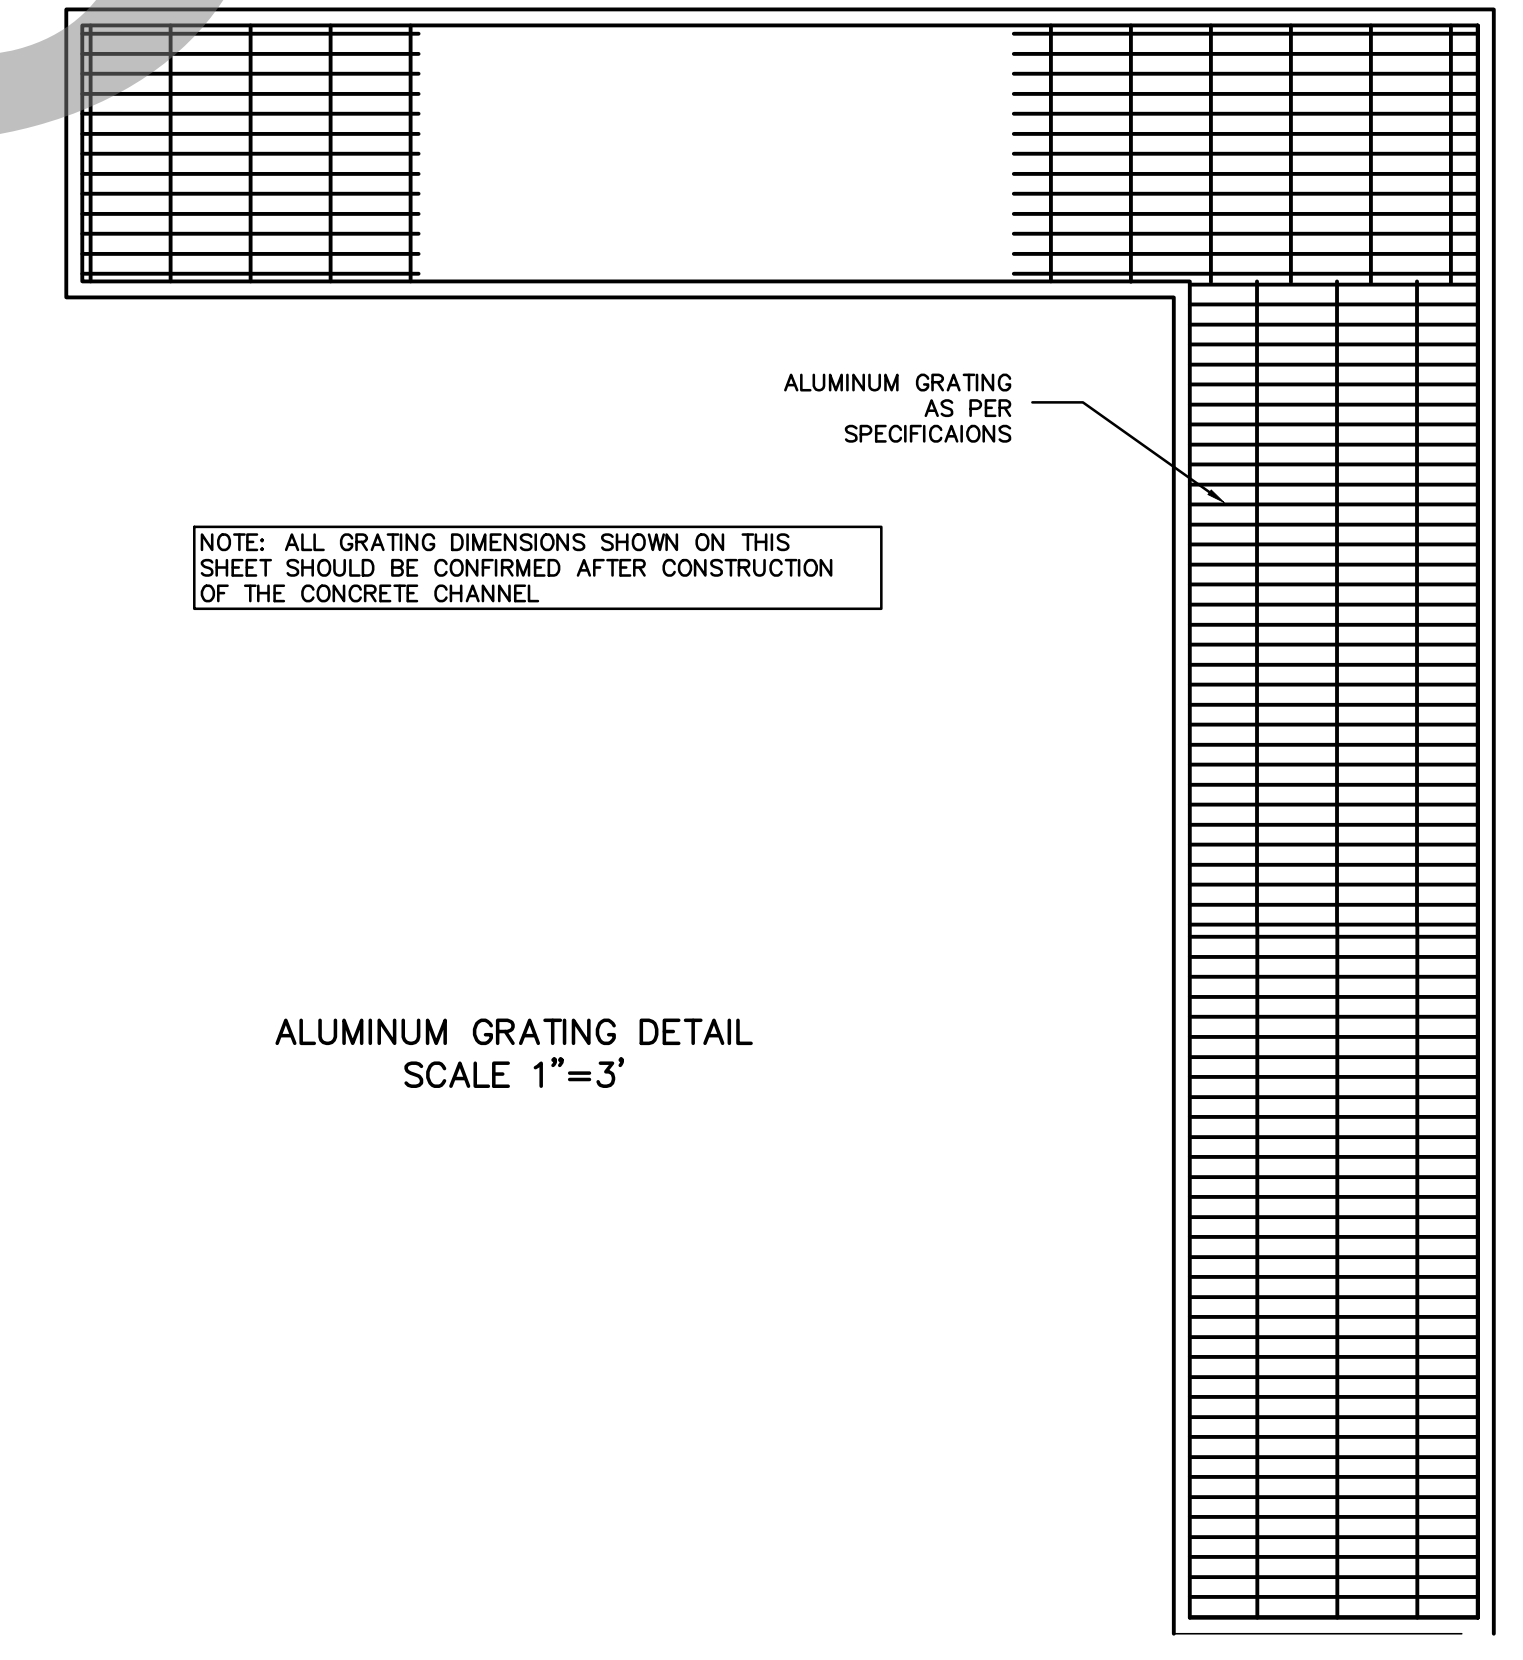 ALUMINUM GRATING
AS PER
SPECIFICAIONS
NOTE: ALL GRATING DIMENSIONS SHOWN ON THIS
SHEET SHOULD BE CONFIRMED AFTER CONSTRUCTION
OF THE CONCRETE CHANNEL
ALUMINUM GRATING DETAIL
SCALE 1"=3'